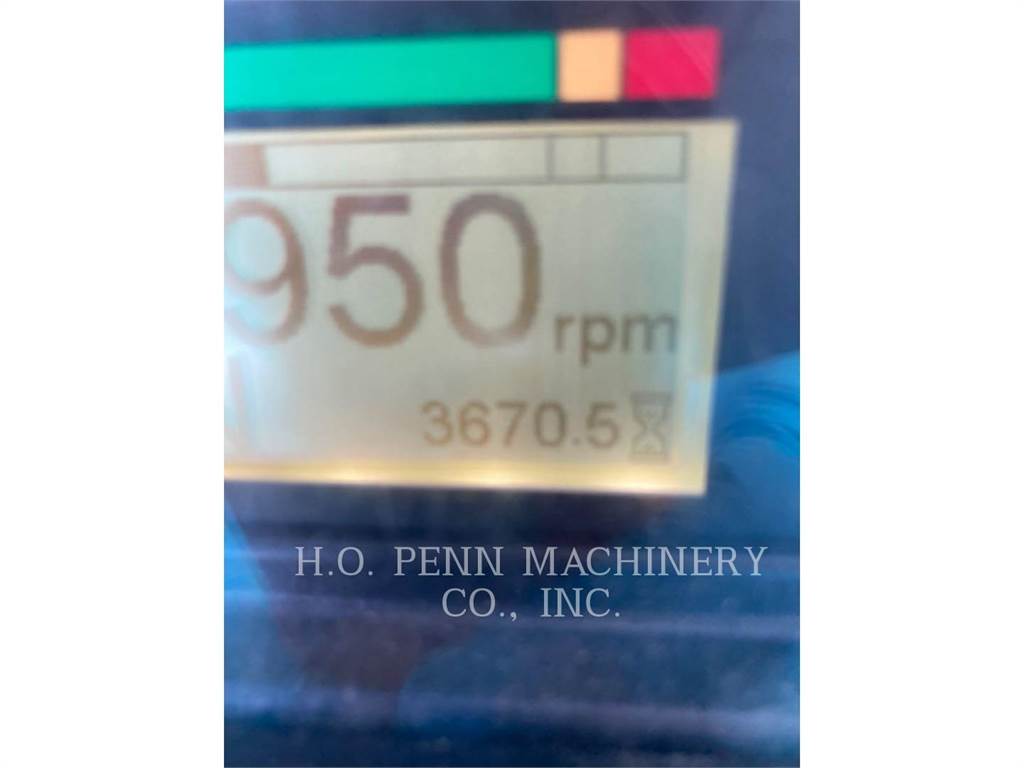 950 rpm
3670.5
H.O. PENN MACHINERY
CO., INC.